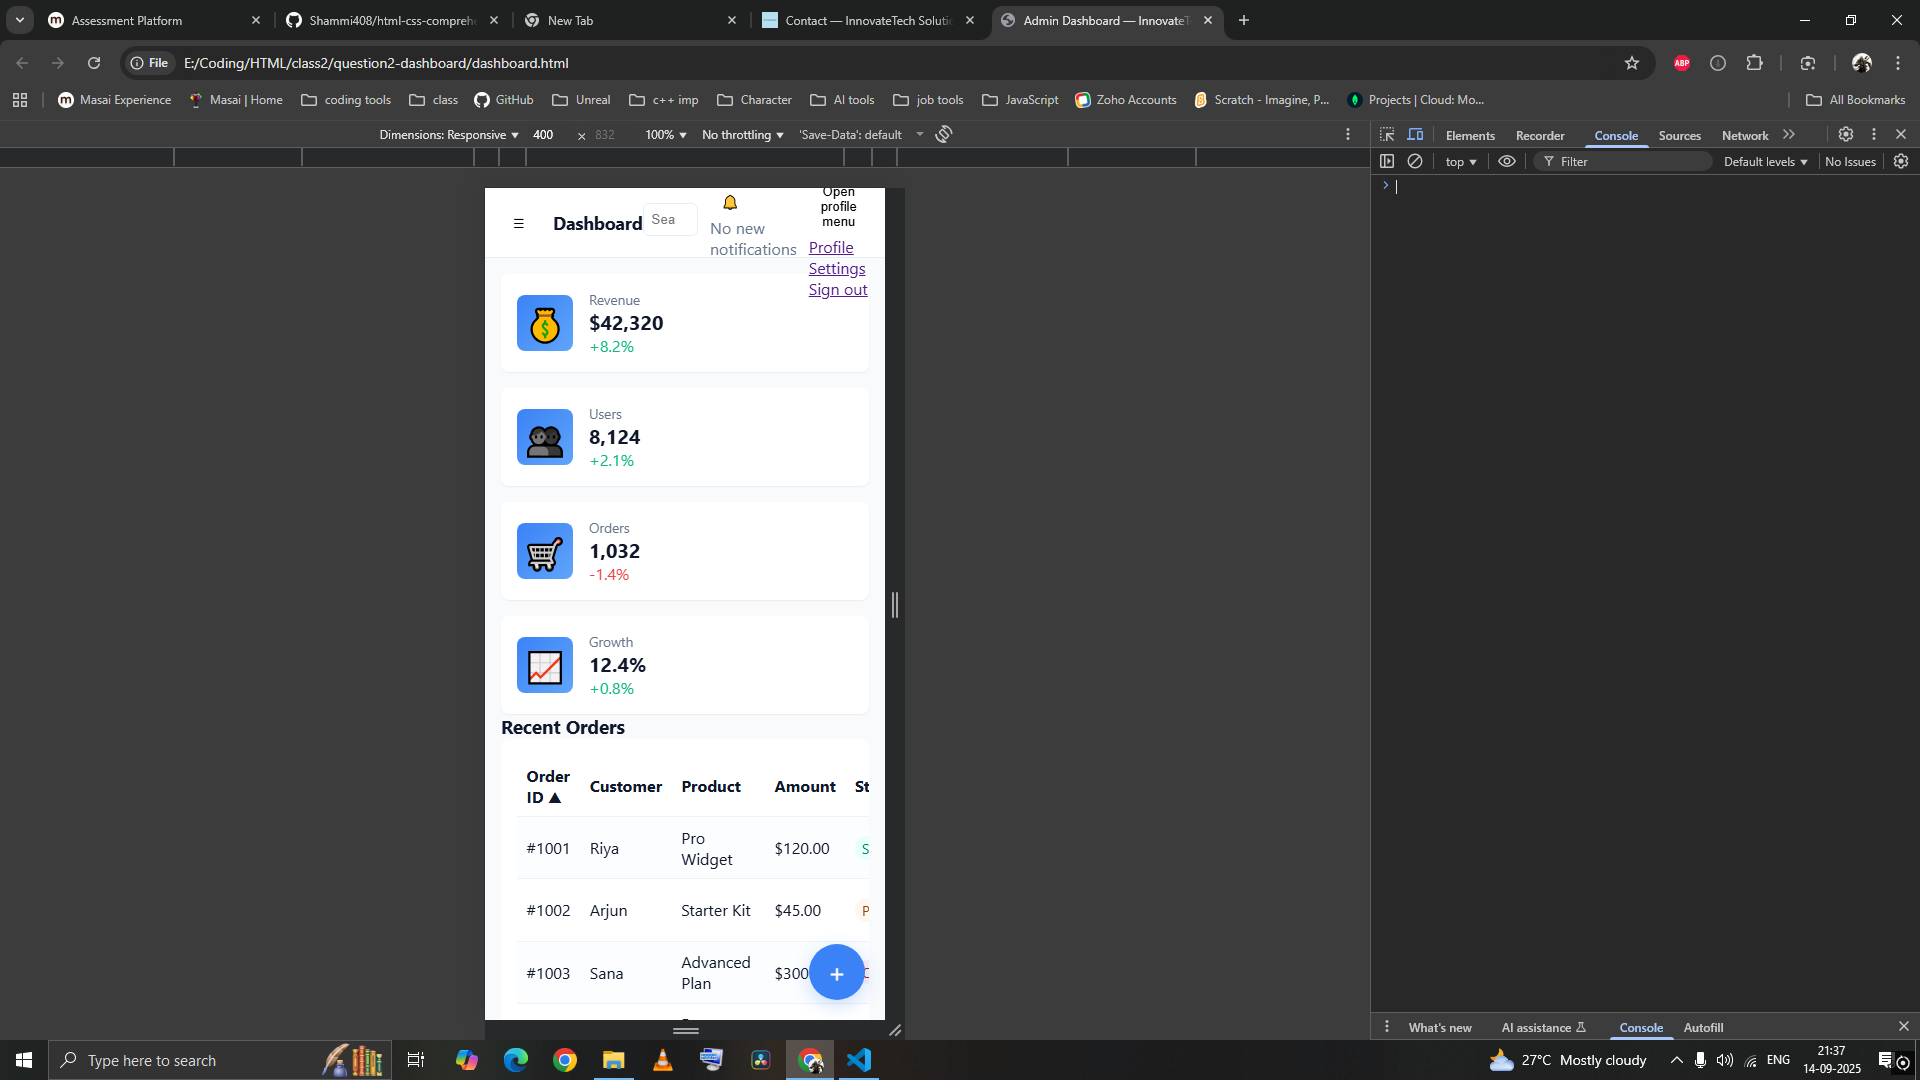 Assessment Platform
Shammi408/html-css-comprehe
New Tab
Contact — InnovateTech Solutio
Admin Dashboard — InnovateT
File
E:/Coding/HTML/class2/question2-dashboard/dashboard.html
ABP
Masai Experience
Masai | Home
coding tools
class
GitHub
Unreal
c++ imp
Character
AI tools
job tools
JavaScript
Zoho Accounts
Scratch - Imagine, P...
Projects | Cloud: Mo...
All Bookmarks
Dimensions: Responsive ▼ 400 × 832 100% ▼ No throttling ▼ 'Save-Data': default
Elements
Recorder
Console
Sources
Network
top ▼
Filter
Default levels ▼
No Issues
☰ Dashboard
Sea
No new
notifications
Open
profile
menu
Profile
Settings
Sign out
Revenue
$42,320
+8.2%
Users
8,124
+2.1%
Orders
1,032
-1.4%
Growth
12.4%
+0.8%
Recent Orders
Order
ID ▲ Customer Product Amount St
#1001 Riya Pro
Widget $120.00 S
#1002 Arjun Starter Kit $45.00 P
#1003 Sana Advanced
Plan $300
+
What's new
AI assistance
Console
Autofill
Type here to search
27°C Mostly cloudy
ENG
21:37
14-09-2025